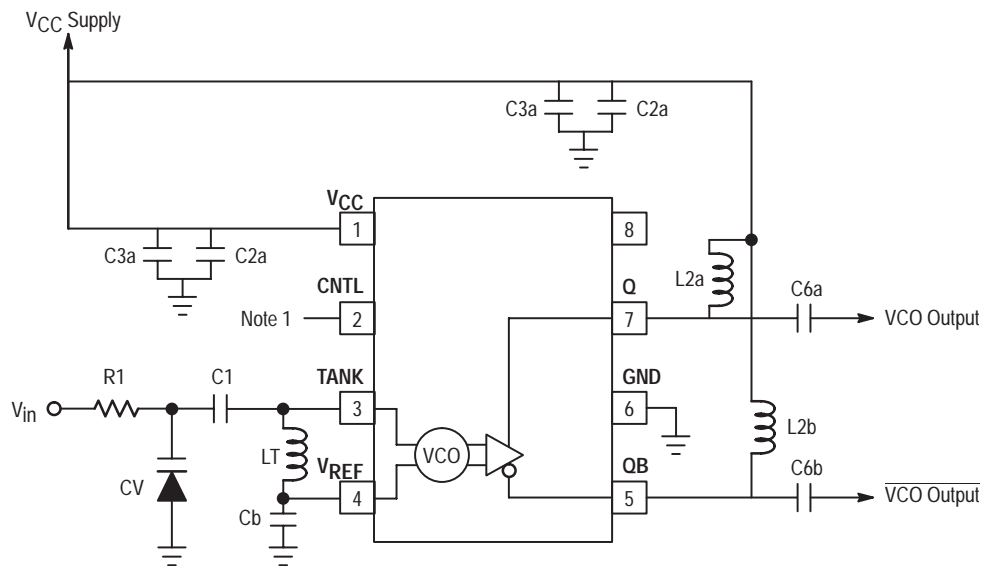 VCC Supply
C3a
C2a
VCC
1
8
C3a
C2a
CNTL
Q
L2a
C6a
Note 1
2
7
VCO Output
R1
C1
TANK
GND
Vin
3
6
LT
VREF
VCO
QB
L2b
CV
4
5
C6b
VCO Output
Cb